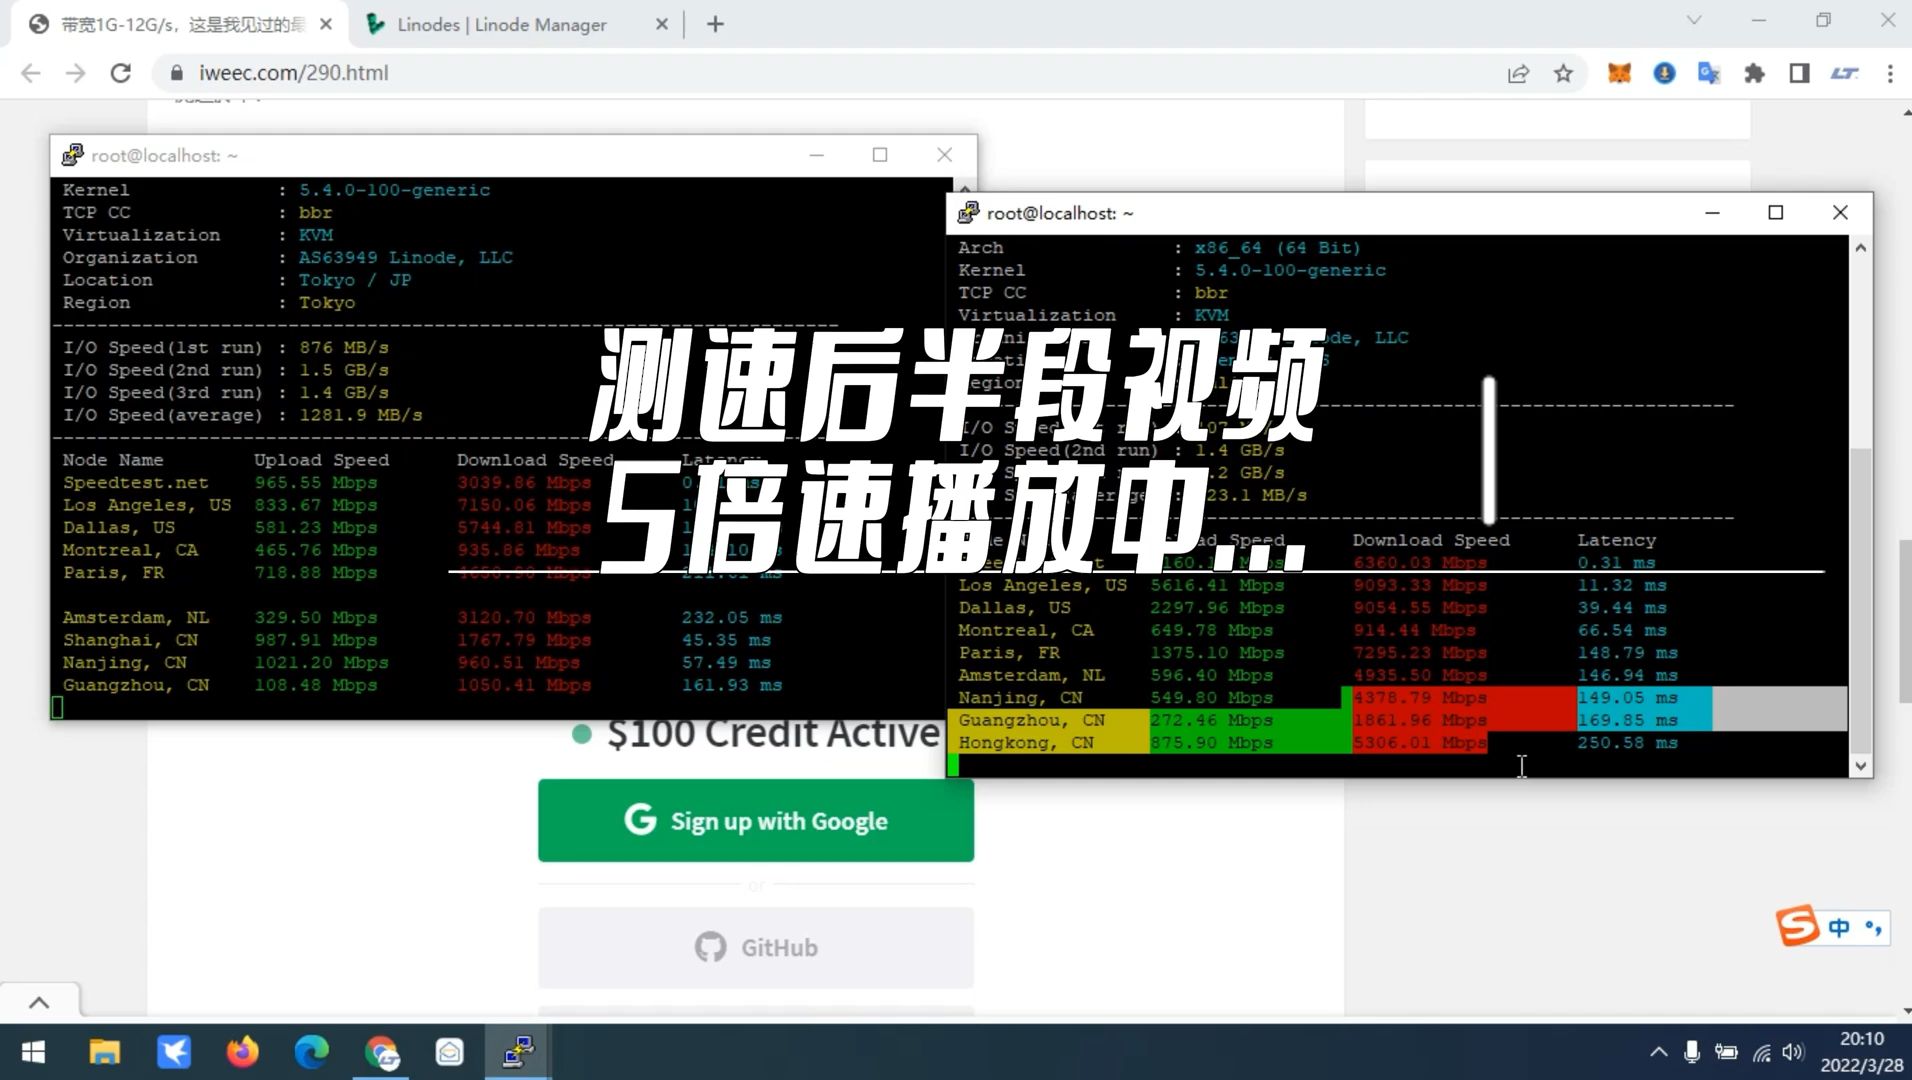 带宽1G-12G/s，这是我见过的最
Linodes | Linode Manager
iweec.com/290.html
root@localhost: ~
Kernel : 5.4.0-100-generic
TCP CC : bbr
Virtualization : KVM
Organization : AS63949 Linode, LLC
Location : Tokyo / JP
Region : Tokyo
I/O Speed(1st run) : 876 MB/s
I/O Speed(2nd run) : 1.5 GB/s
I/O Speed(3rd run) : 1.4 GB/s
I/O Speed(average) : 1281.9 MB/s
Node Name Upload Speed Download Speed Latency
Speedtest.net 965.55 Mbps 3039.86 Mbps
Los Angeles, US 833.67 Mbps 7150.06 Mbps
Dallas, US 581.23 Mbps 5744.81 Mbps
Montreal, CA 465.76 Mbps 935.86 Mbps
Paris, FR 718.88 Mbps
Amsterdam, NL 329.50 Mbps 3120.70 Mbps 232.05 ms
Shanghai, CN 987.91 Mbps 1767.79 Mbps 45.35 ms
Nanjing, CN 1021.20 Mbps 960.51 Mbps 57.49 ms
Guangzhou, CN 108.48 Mbps 1050.41 Mbps 161.93 ms
root@localhost: ~
Arch : x86_64 (64 Bit)
Kernel : 5.4.0-100-generic
TCP CC : bbr
Virtualization : KVM
LLC
I/O Speed(2nd run) : 1.4 GB/s
Speed Download Speed Latency
6360.03 Mbps 0.31 ms
Los Angeles, US 5616.41 Mbps 9093.33 Mbps 11.32 ms
Dallas, US 2297.96 Mbps 9054.55 Mbps 39.44 ms
Montreal, CA 649.78 Mbps 914.44 Mbps 66.54 ms
Paris, FR 1375.10 Mbps 7295.23 Mbps 148.79 ms
Amsterdam, NL 596.40 Mbps 4935.50 Mbps 146.94 ms
Nanjing, CN 549.80 Mbps 4378.79 Mbps 149.05 ms
Guangzhou, CN 272.46 Mbps 1861.96 Mbps 169.85 ms
Hongkong, CN 875.90 Mbps 5306.01 Mbps 250.58 ms
测速后半段视频
5倍速播放中...
$100 Credit Active
Sign up with Google
or
GitHub
中
20:10
2022/3/28